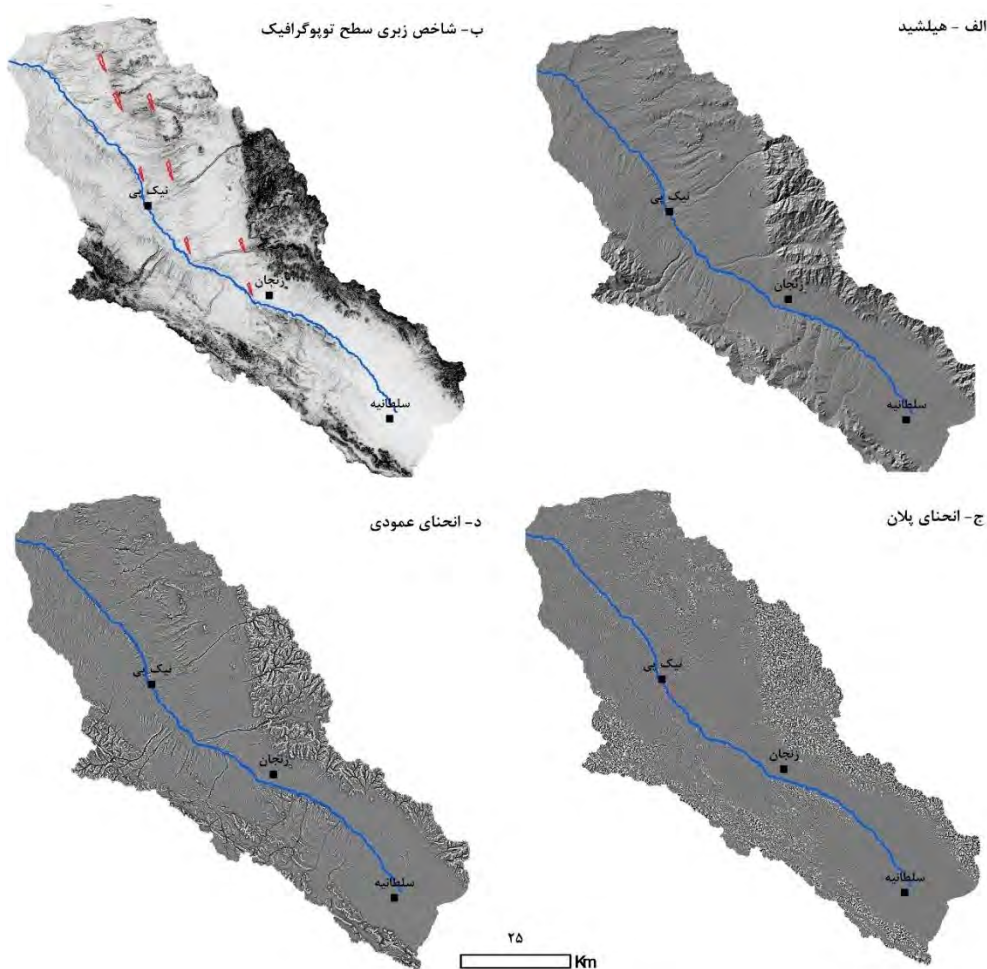 الف - هیلشید
نیک پی
زنجان
سلطانیه
ب- شاخص زبری سطح توپوگرافیک
نیک پی
زنجان
سلطانیه
ج- انحنای پلان
نیک پی
زنجان
سلطانیه
د- انحنای عمودی
نیک پی
زنجان
سلطانیه
۲۵
Km